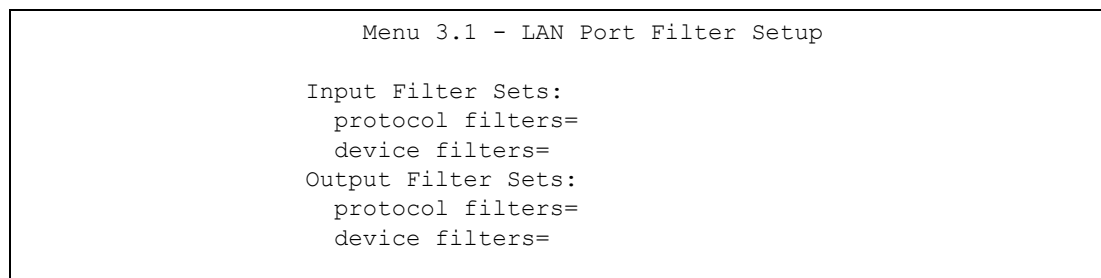 Menu 3.1 - LAN Port Filter Setup
Input Filter Sets:
protocol filters=
device filters=
Output Filter Sets:
protocol filters=
device filters=